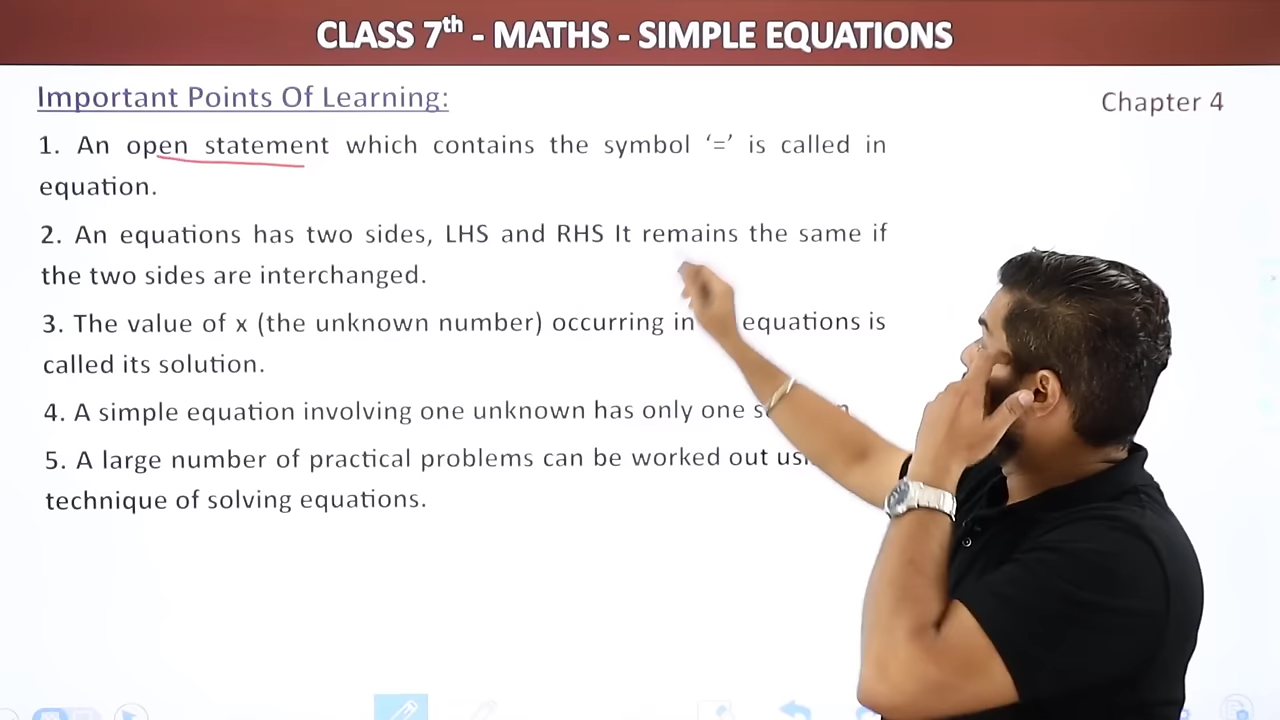 CLASS 7th - MATHS - SIMPLE EQUATIONS
Important Points Of Learning:
Chapter 4
1. An open statement which contains the symbol ‘=’ is called in
equation.
2. An equations has two sides, LHS and RHS It remains the same if
the two sides are interchanged.
3. The value of x (the unknown number) occurring in equations is
called its solution.
4. A simple equation involving one unknown has only one
5. A large number of practical problems can be worked out
technique of solving equations.